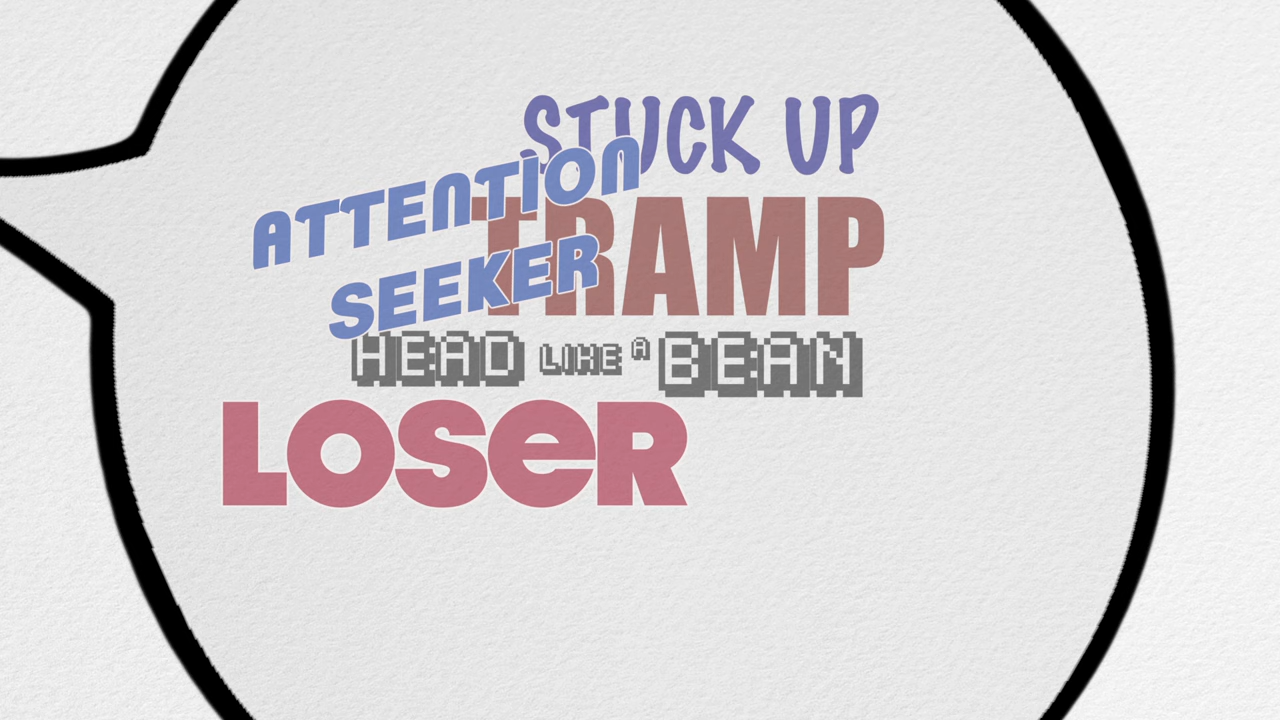 STUCK UP
ATTENTION
SEEKER
TRAMP
HEAD LIKE A BEAN
LOSeR